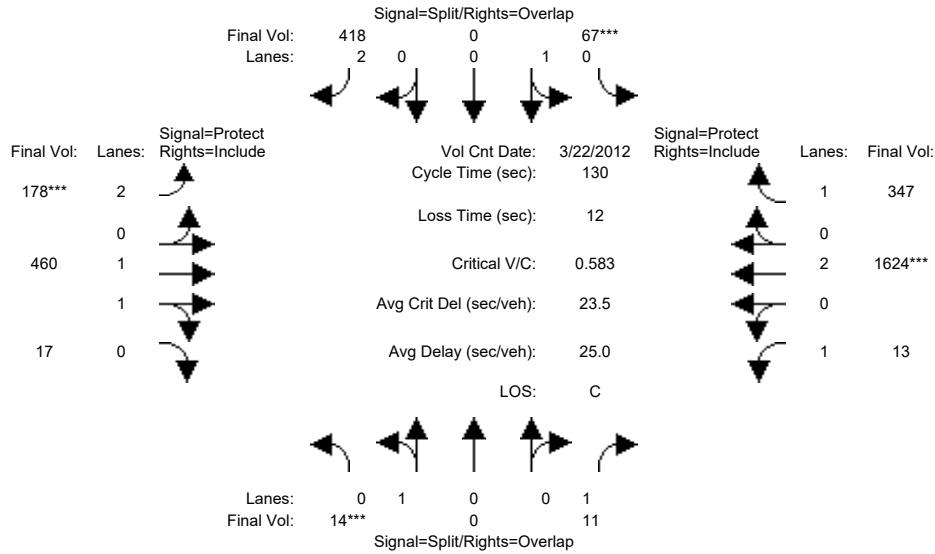 Signal=Split/Rights=Overlap
Final Vol: 418 0 67***
Lanes: 2 0 0 1 0
Signal=Protect
Final Vol: Lanes: Rights=Include
Vol Cnt Date: 3/22/2012
Signal=Protect
Rights=Include Lanes: Final Vol:
Cycle Time (sec): 130
178*** 2
1 347
Loss Time (sec): 12
0
0
460 1
Critical V/C: 0.583
2 1624***
1
Avg Crit Del (sec/veh): 23.5
0
17 0
Avg Delay (sec/veh): 25.0
1 13
LOS: C
Lanes: 0 1 0 0 1
Final Vol: 14*** 0 11
Signal=Split/Rights=Overlap